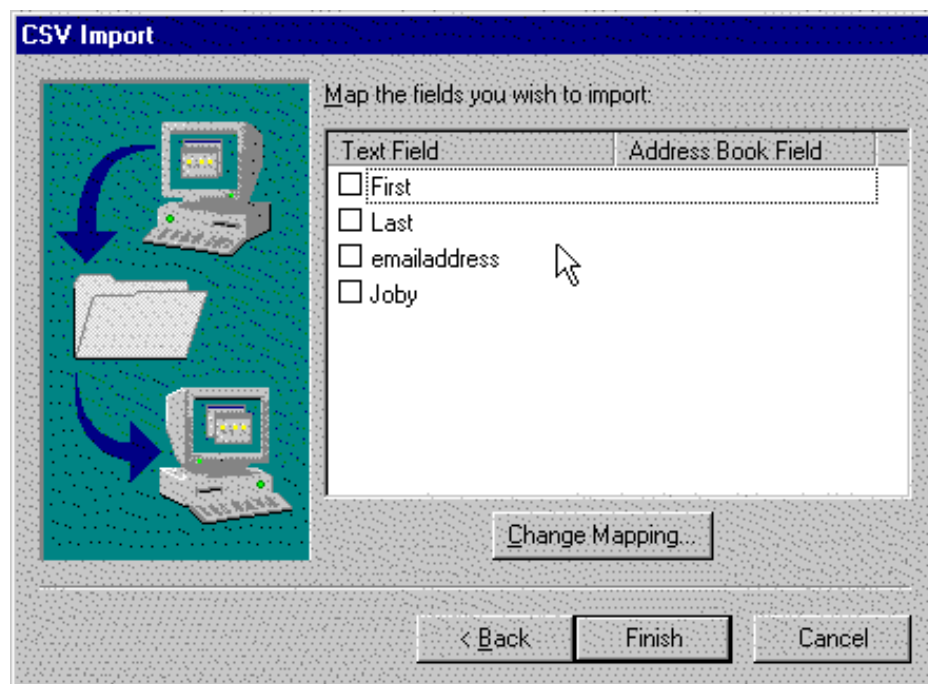 CSV Import
Map the fields you wish to import:
Text Field Address Book Field
First
Last
emailaddress
Joby
Change Mapping...
< Back Finish Cancel